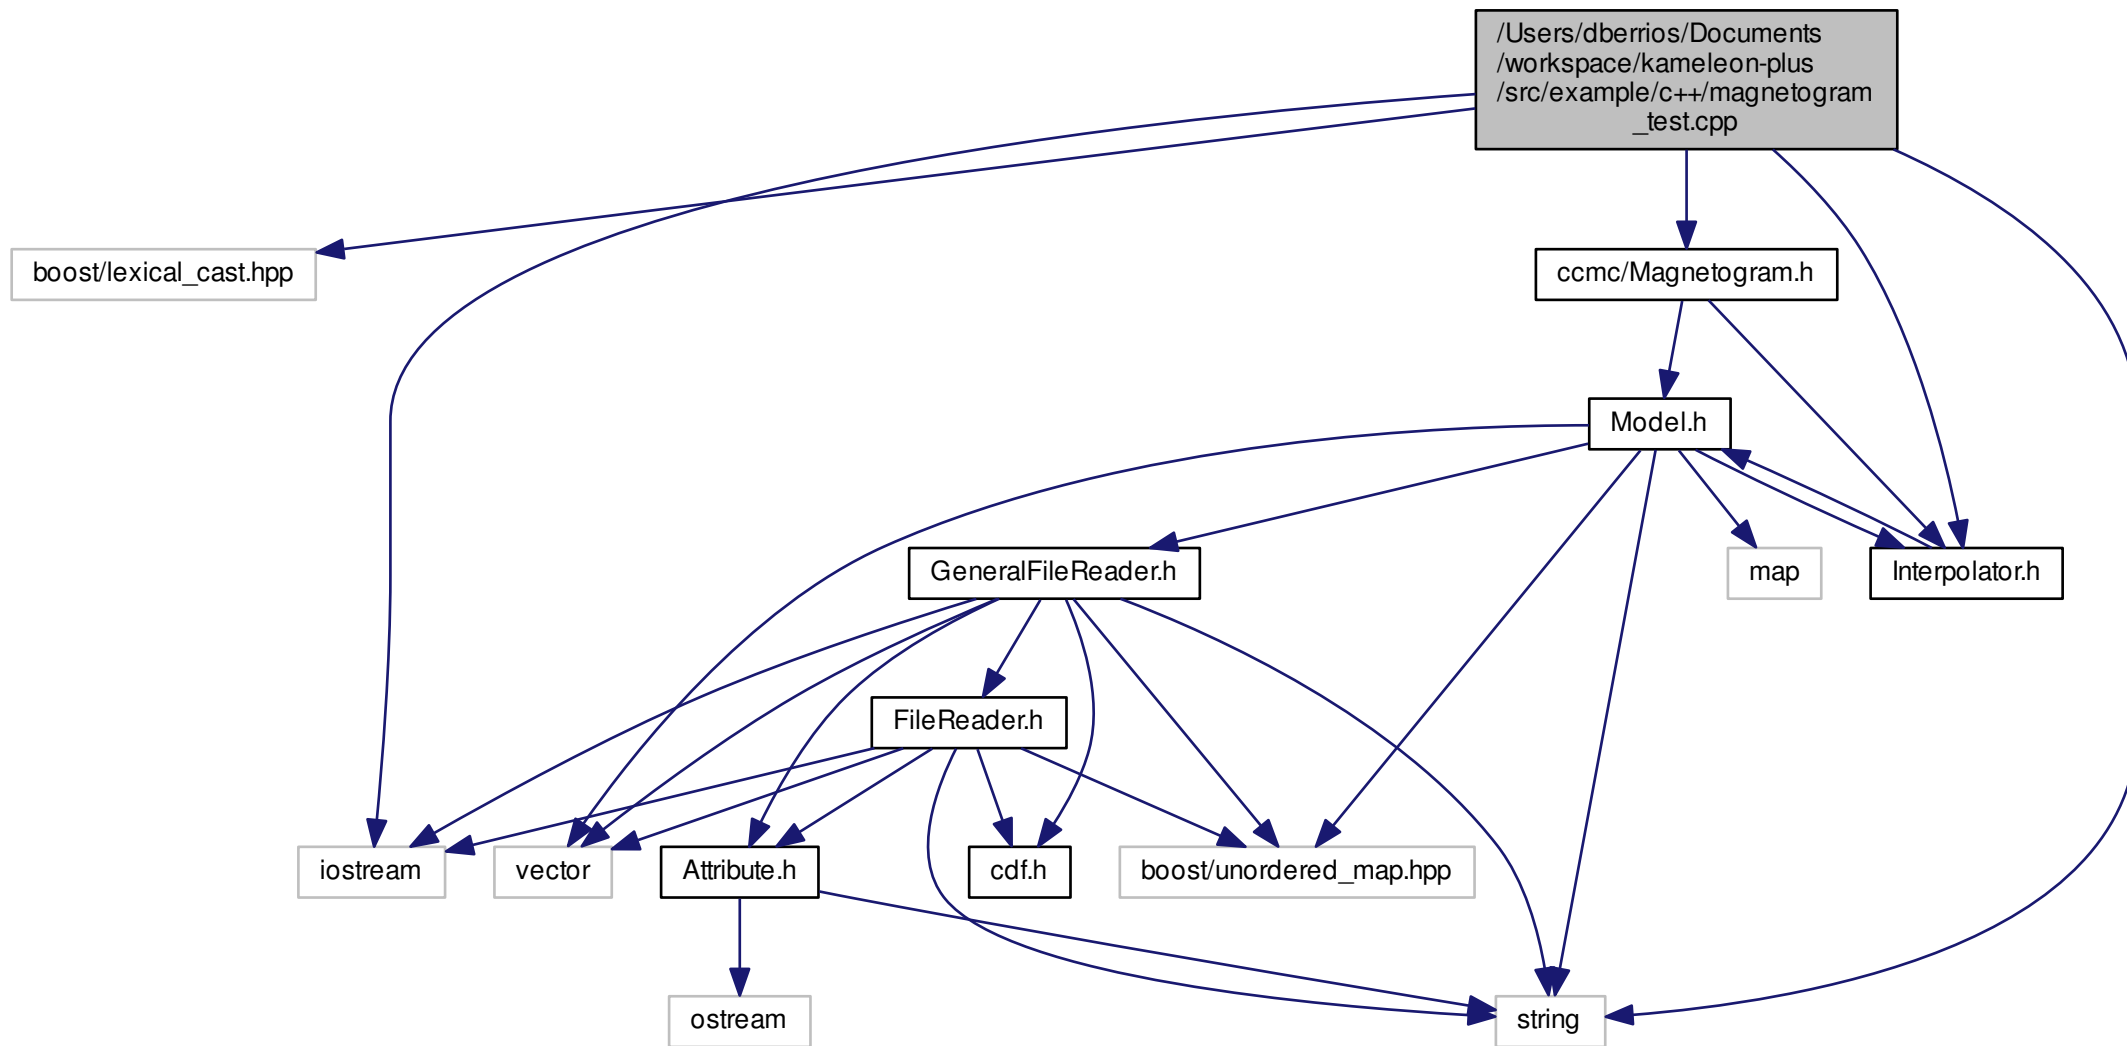 /Users/dberrios/Documents
/workspace/kameleon-plus
/src/example/c++/magnetogram
_test.cpp
boost/lexical_cast.hpp
ccmc/Magnetogram.h
Model.h
GeneralFileReader.h
map
Interpolator.h
FileReader.h
iostream
vector
Attribute.h
cdf.h
boost/unordered_map.hpp
ostream
string